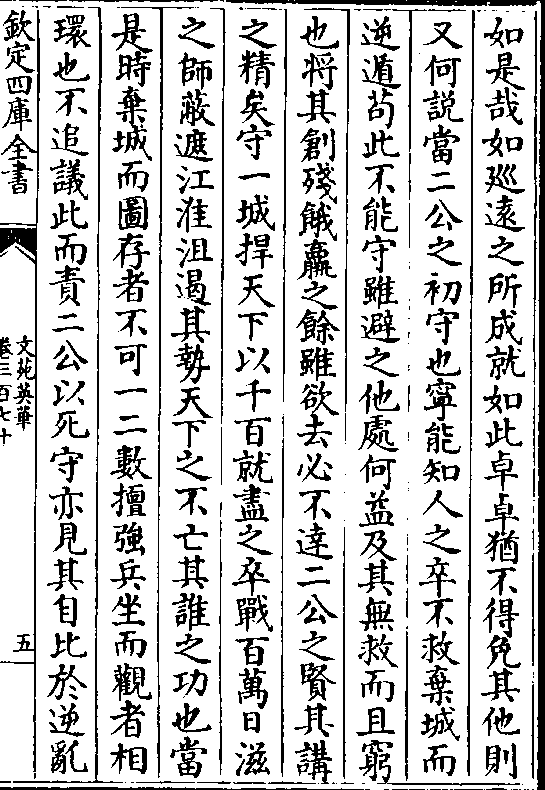 如是哉如廵逺之所成就如此卓卓猶不得免其他則
又何説當二公之初守也寧能知人之卒不救棄城而
逆遁苟此不能守雖避之他處何益及其無救而且窮
也將其創殘餓羸之餘雖欲去必不達二公之賢其講
之精矣守一城捍天下以千百就盡之卒戰百萬日滋
之師蔽遮江淮沮遏其勢天下之不亡其誰之功也當
是時棄城而圖存者不可一二數擅強兵坐而觀者相
環也不追議此而責二公以死守亦見其自比於逆亂
欽定四庫全書
文苑英華
卷三百七十
五